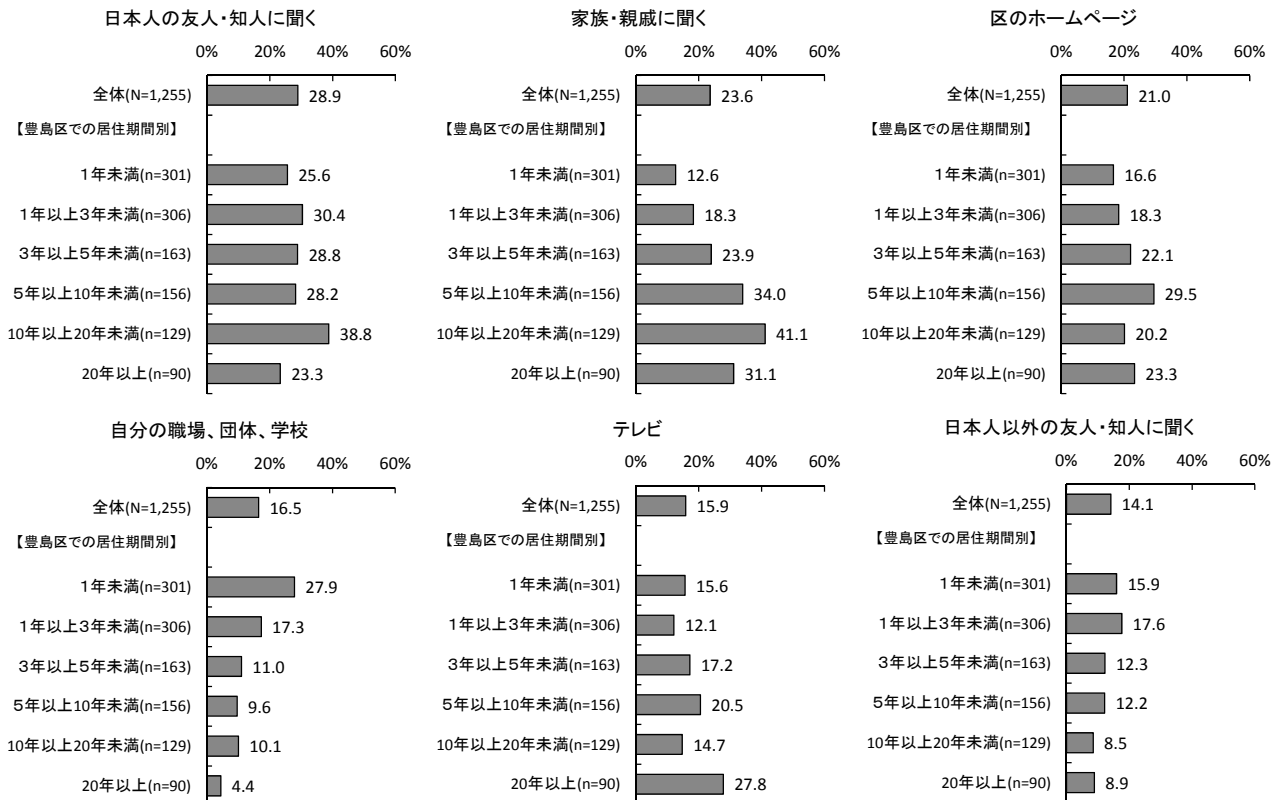 日本人の友人・知人に聞く
0% 20% 40% 60%
全体(N=1,255) 28.9
【豊島区での居住期間別】
1年未満(n=301) 25.6
1年以上3年未満(n=306) 30.4
3年以上5年未満(n=163) 28.8
5年以上10年未満(n=156) 28.2
10年以上20年未満(n=129) 38.8
20年以上(n=90) 23.3
家族・親戚に聞く
0% 20% 40% 60%
全体(N=1,255) 23.6
【豊島区での居住期間別】
1年未満(n=301) 12.6
1年以上3年未満(n=306) 18.3
3年以上5年未満(n=163) 23.9
5年以上10年未満(n=156) 34.0
10年以上20年未満(n=129) 41.1
20年以上(n=90) 31.1
区のホームページ
0% 20% 40% 60%
全体(N=1,255) 21.0
【豊島区での居住期間別】
1年未満(n=301) 16.6
1年以上3年未満(n=306) 18.3
3年以上5年未満(n=163) 22.1
5年以上10年未満(n=156) 29.5
10年以上20年未満(n=129) 20.2
20年以上(n=90) 23.3
自分の職場、団体、学校
0% 20% 40% 60%
全体(N=1,255) 16.5
【豊島区での居住期間別】
1年未満(n=301) 27.9
1年以上3年未満(n=306) 17.3
3年以上5年未満(n=163) 11.0
5年以上10年未満(n=156) 9.6
10年以上20年未満(n=129) 10.1
20年以上(n=90) 4.4
テレビ
0% 20% 40% 60%
全体(N=1,255) 15.9
【豊島区での居住期間別】
1年未満(n=301) 15.6
1年以上3年未満(n=306) 12.1
3年以上5年未満(n=163) 17.2
5年以上10年未満(n=156) 20.5
10年以上20年未満(n=129) 14.7
20年以上(n=90) 27.8
日本人以外の友人・知人に聞く
0% 20% 40% 60%
全体(N=1,255) 14.1
【豊島区での居住期間別】
1年未満(n=301) 15.9
1年以上3年未満(n=306) 17.6
3年以上5年未満(n=163) 12.3
5年以上10年未満(n=156) 12.2
10年以上20年未満(n=129) 8.5
20年以上(n=90) 8.9